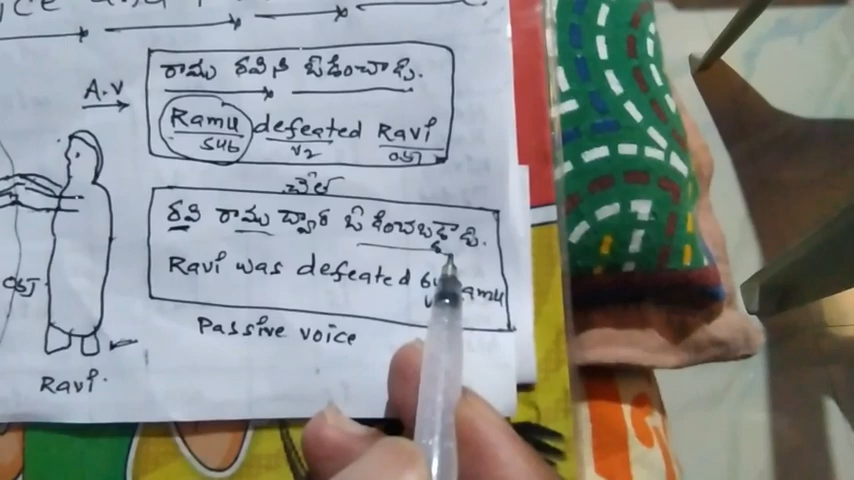 A.V
రాము రవిని ఓడించాడు.
Ramu defeated Ravi
Sub V2 obj
చేత
రవి రాము ద్వార ఓడించబడ్డాడు.
Ravi was defeated by Ramu
obj
Passive voice
Ravi.